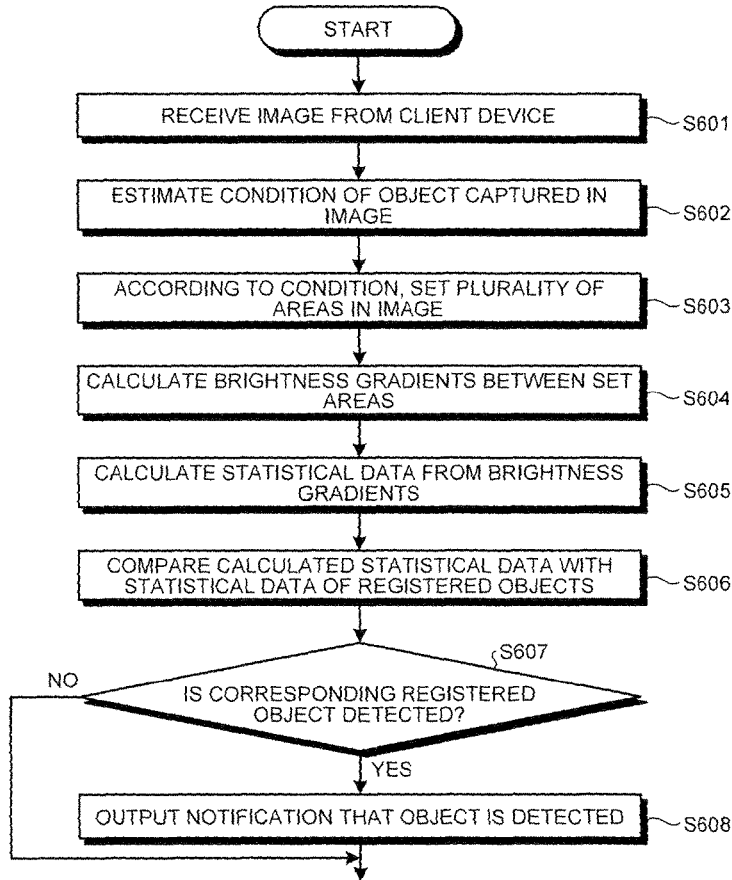 START
RECEIVE IMAGE FROM CLIENT DEVICE
S601
ESTIMATE CONDITION OF OBJECT CAPTURED IN
IMAGE
S602
ACCORDING TO CONDITION, SET PLURALITY OF
AREAS IN IMAGE
S603
CALCULATE BRIGHTNESS GRADIENTS BETWEEN SET
AREAS
S604
CALCULATE STATISTICAL DATA FROM BRIGHTNESS
GRADIENTS
S605
COMPARE CALCULATED STATISTICAL DATA WITH
STATISTICAL DATA OF REGISTERED OBJECTS
S606
S607
NO
IS CORRESPONDING REGISTERED
OBJECT DETECTED?
YES
OUTPUT NOTIFICATION THAT OBJECT IS DETECTED
S608